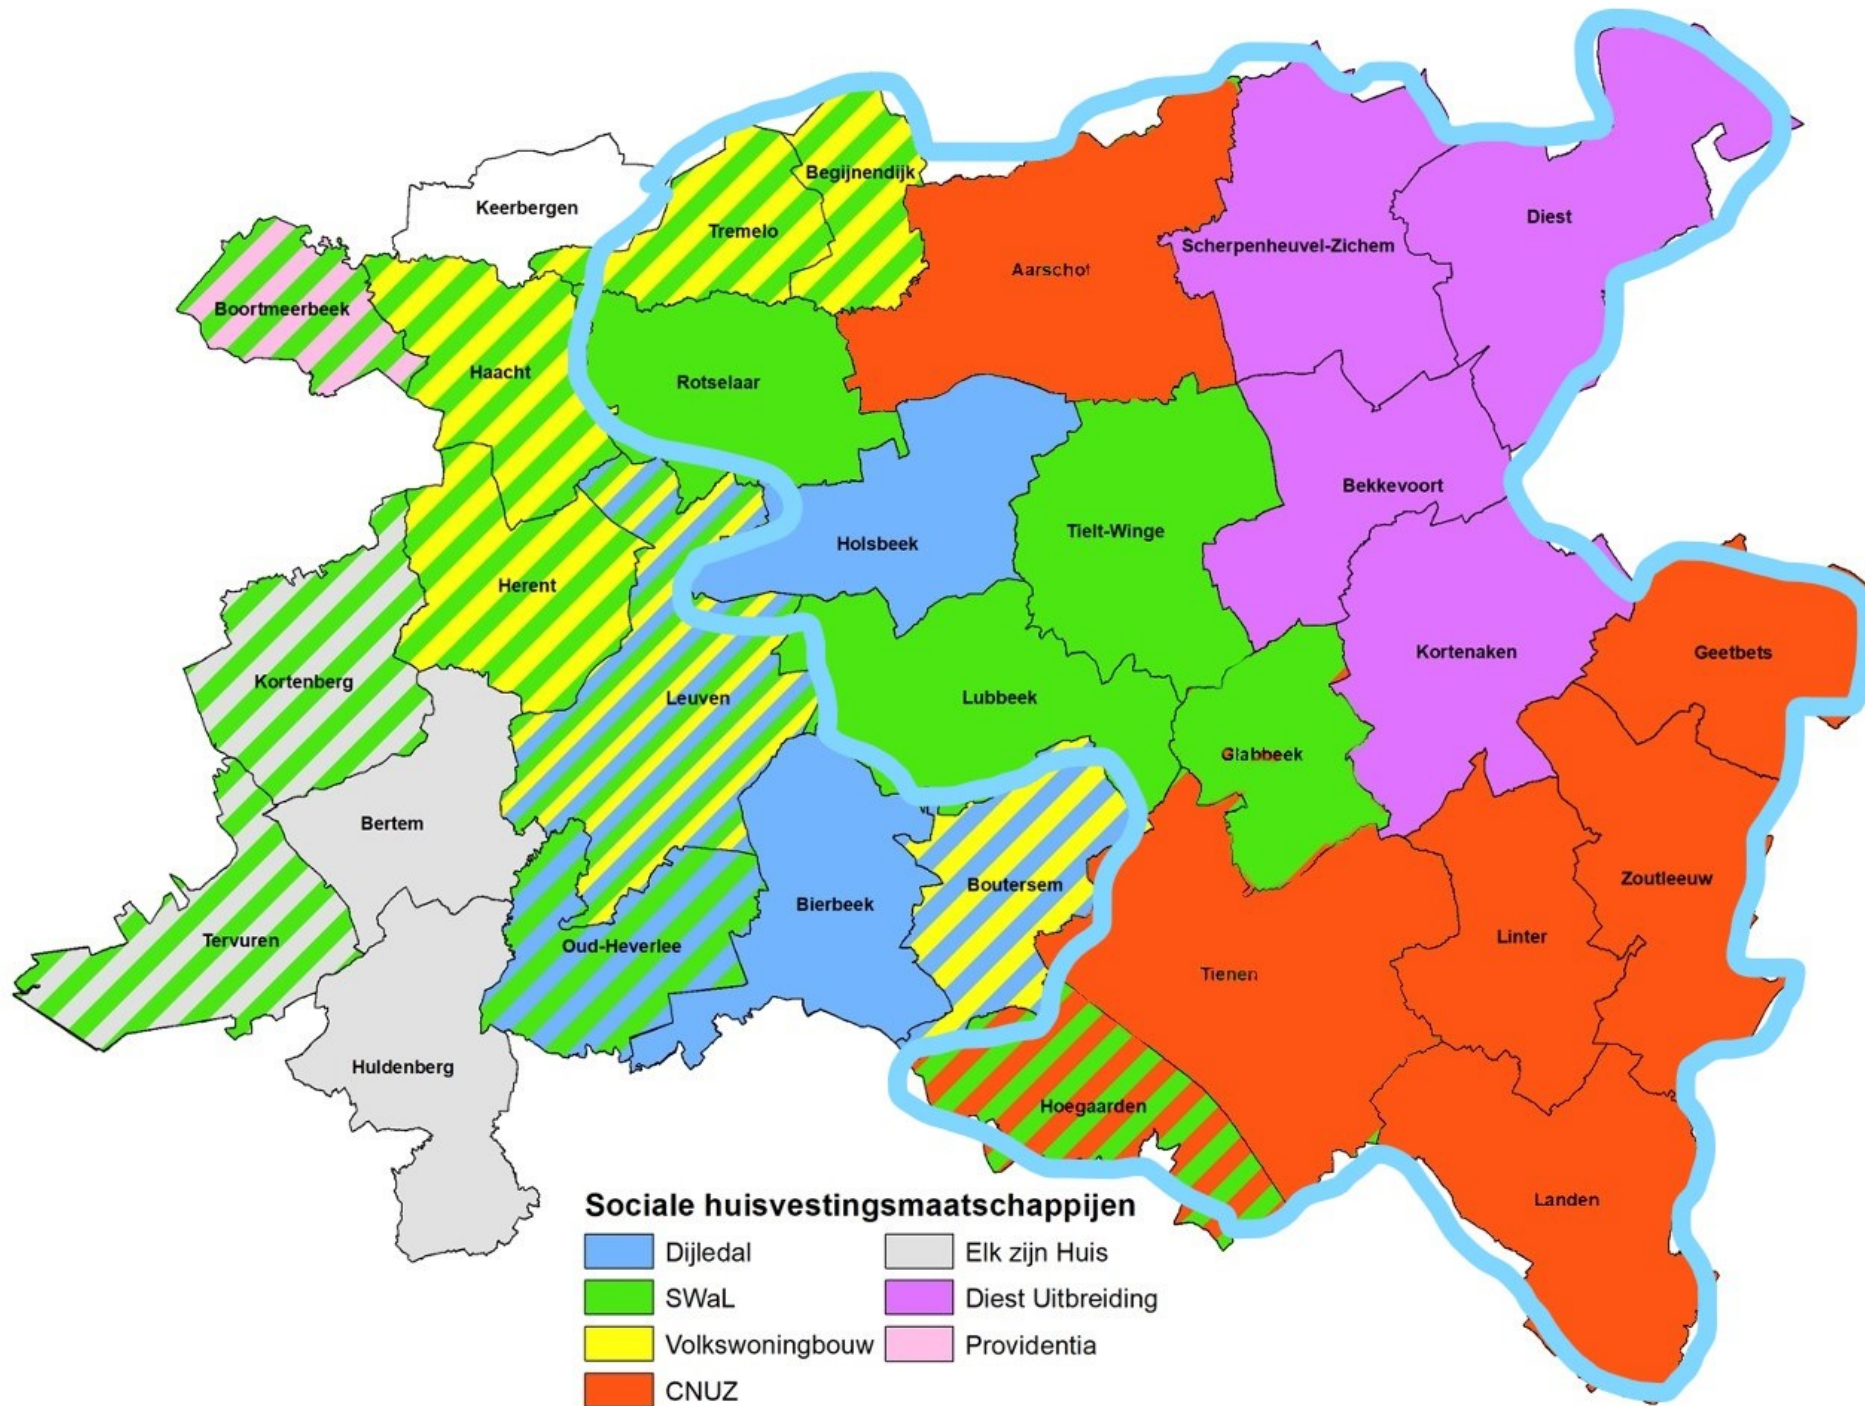 Begijnendijk
Keerbergen
Tremelo
Diest
Scherpenheuvel-Zichem
Aarschot
Boortmeerbeek
Haacht
Rotselaar
Bekkevoort
Tielt-Winge
Holsbeek
Herent
Kortenaken
Geetbets
Kortenberg
Leuven
Lubbeek
Glabbeek
Bertem
Zoutleeuw
Boutersem
Bierbeek
Linter
Tervuren
Oud-Heverlee
Tienen
Huldenberg
Hoegaarden
Landen
Sociale huisvestingsmaatschappijen
Dijledal
SWaL
Volkswoningbouw
CNUZ
Elk zijn Huis
Diest Uitbreiding
Providentia